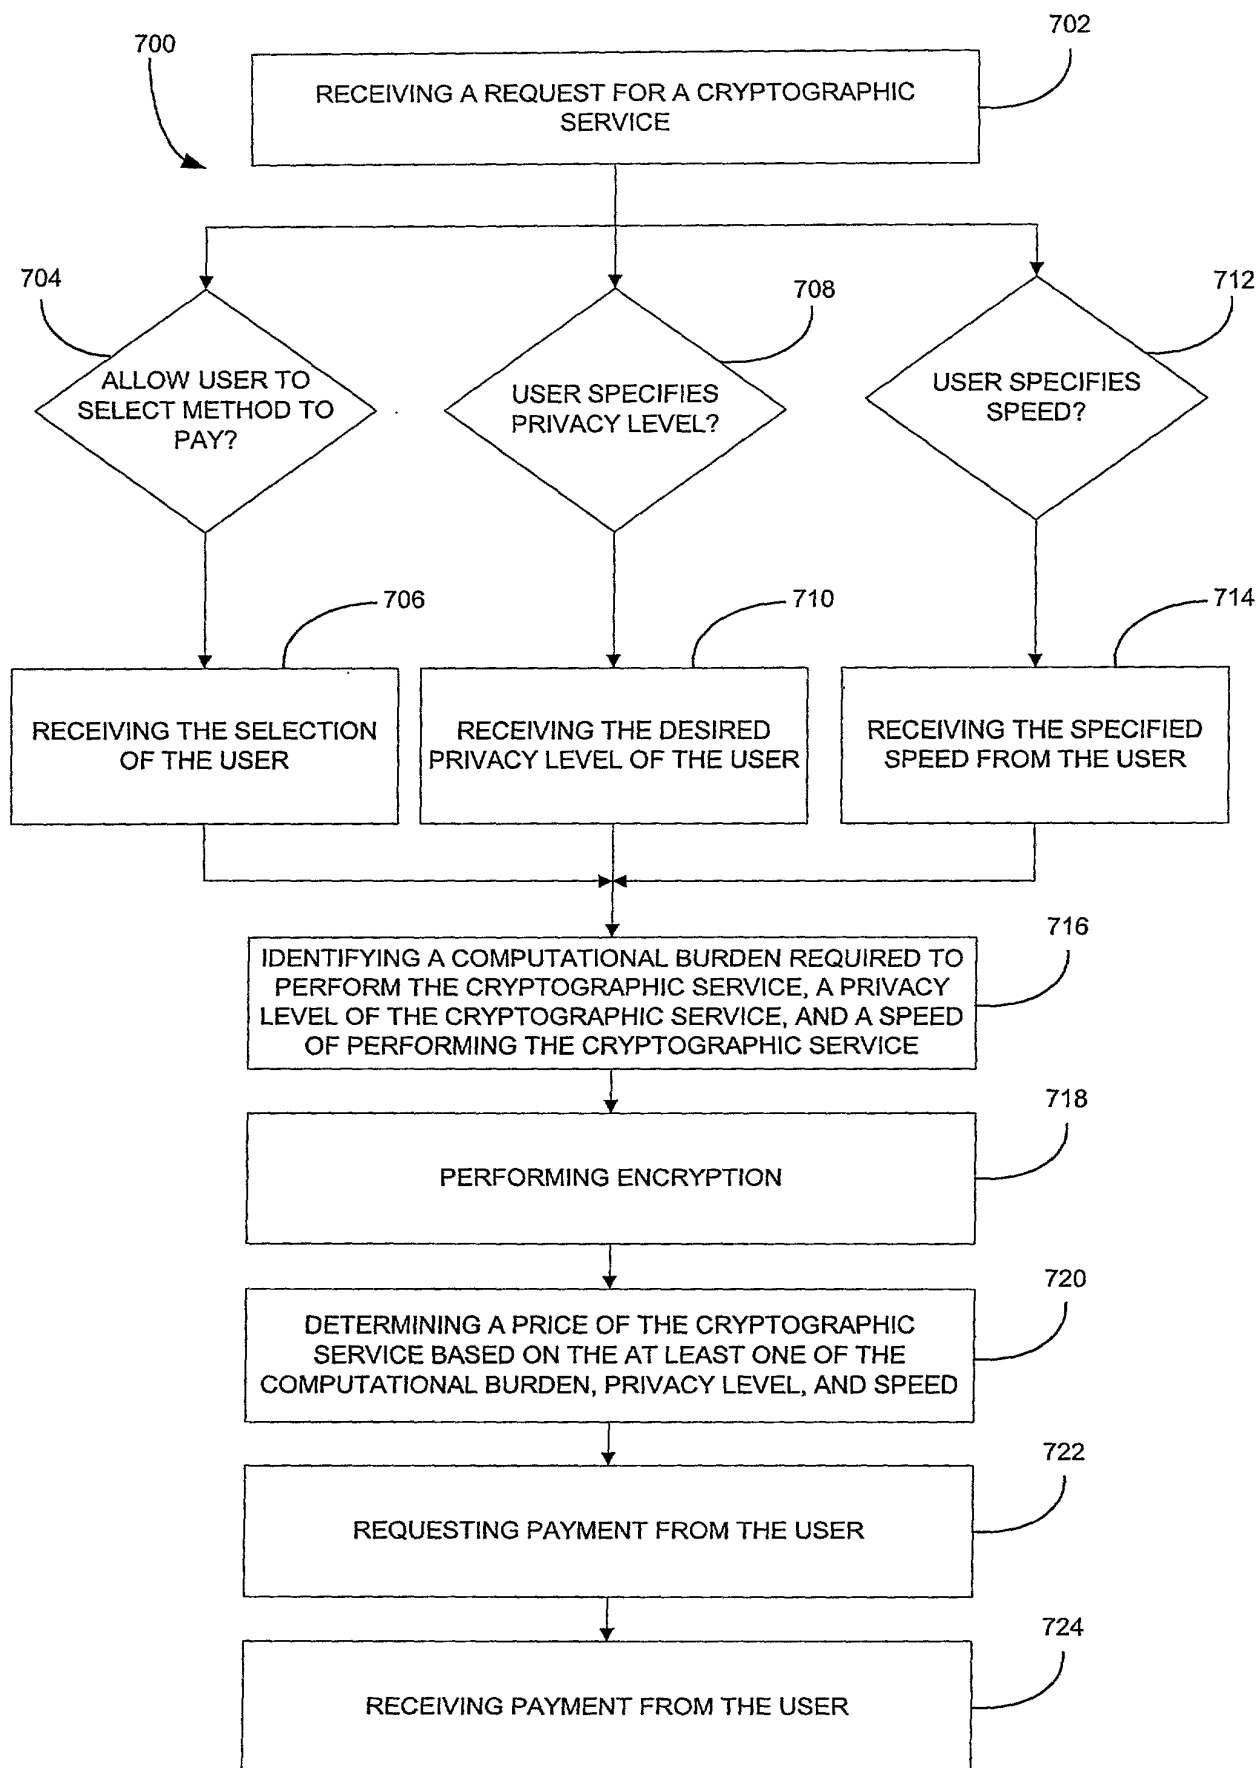 700
702
RECEIVING A REQUEST FOR A CRYPTOGRAPHIC
SERVICE
704
708
712
ALLOW USER TO
SELECT METHOD TO
PAY?
USER SPECIFIES
PRIVACY LEVEL?
USER SPECIFIES
SPEED?
706
710
714
RECEIVING THE SELECTION
OF THE USER
RECEIVING THE DESIRED
PRIVACY LEVEL OF THE USER
RECEIVING THE SPECIFIED
SPEED FROM THE USER
716
IDENTIFYING A COMPUTATIONAL BURDEN REQUIRED TO
PERFORM THE CRYPTOGRAPHIC SERVICE, A PRIVACY
LEVEL OF THE CRYPTOGRAPHIC SERVICE, AND A SPEED
OF PERFORMING THE CRYPTOGRAPHIC SERVICE
718
PERFORMING ENCRYPTION
720
DETERMINING A PRICE OF THE CRYPTOGRAPHIC
SERVICE BASED ON THE AT LEAST ONE OF THE
COMPUTATIONAL BURDEN, PRIVACY LEVEL, AND SPEED
722
REQUESTING PAYMENT FROM THE USER
724
RECEIVING PAYMENT FROM THE USER